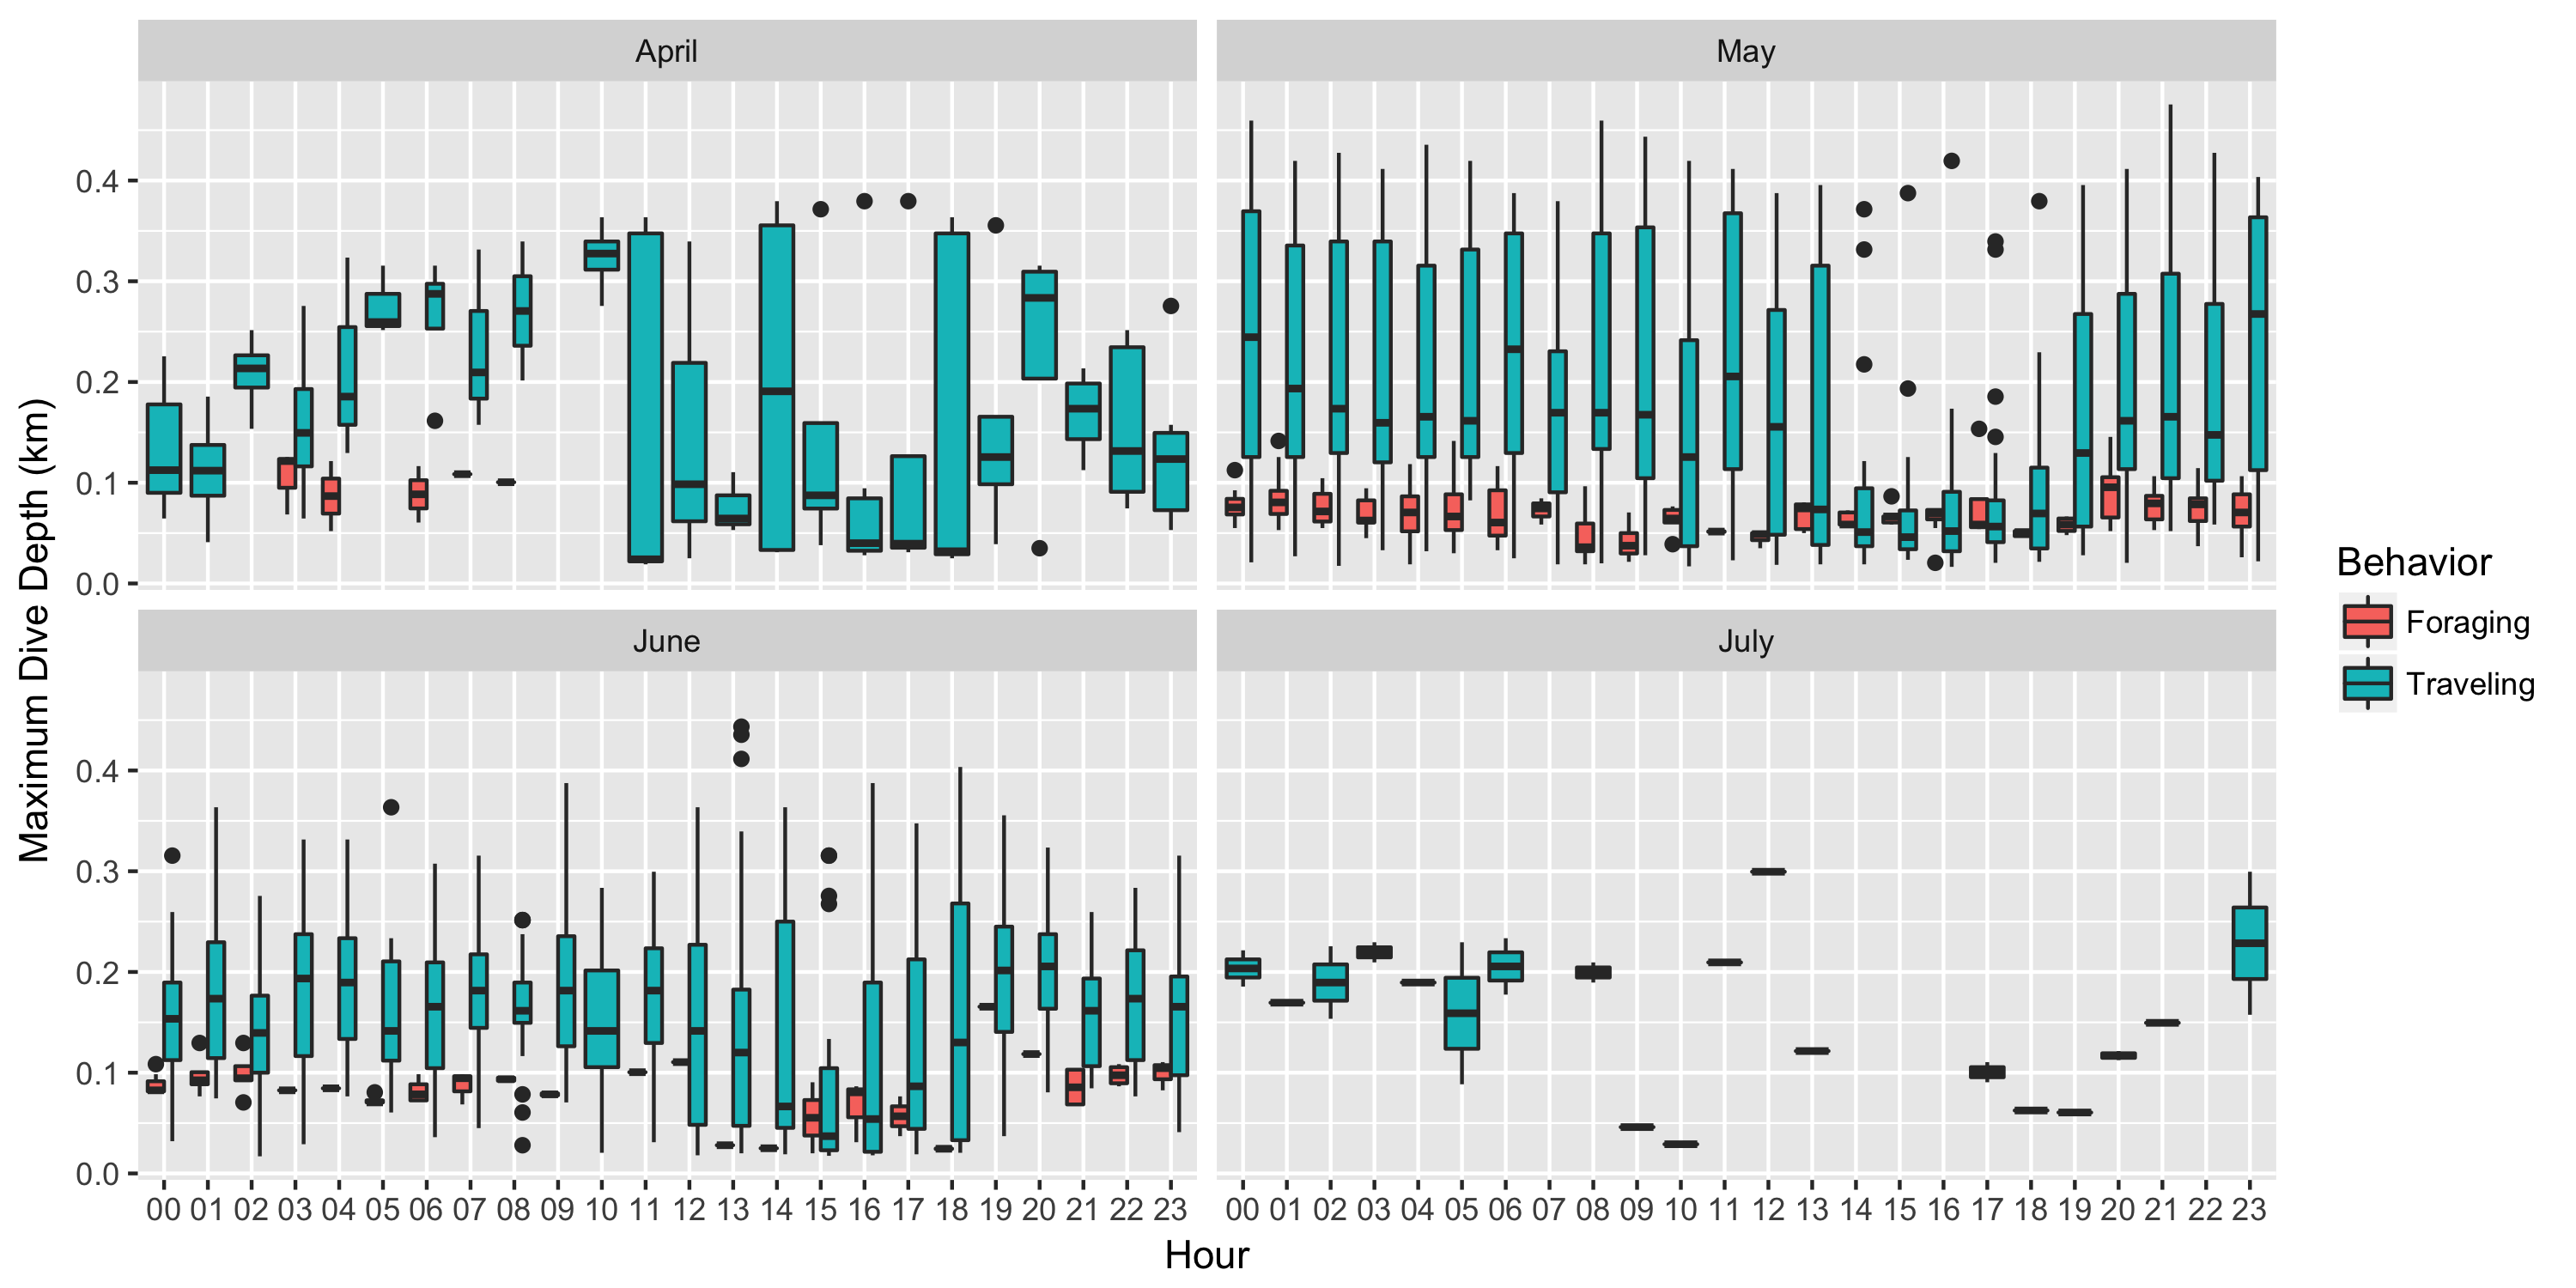 April
May
Maximum Dive Depth (km)
0.4
0.3
0.2
0.1
0.0
June
July
0.4
0.3
0.2
0.1
0.0
00 01 02 03 04 05 06 07 08 09 10 11 12 13 14 15 16 17 18 19 20 21 22 23
00 01 02 03 04 05 06 07 08 09 10 11 12 13 14 15 16 17 18 19 20 21 22 23
Hour
Behavior
Foraging
Traveling